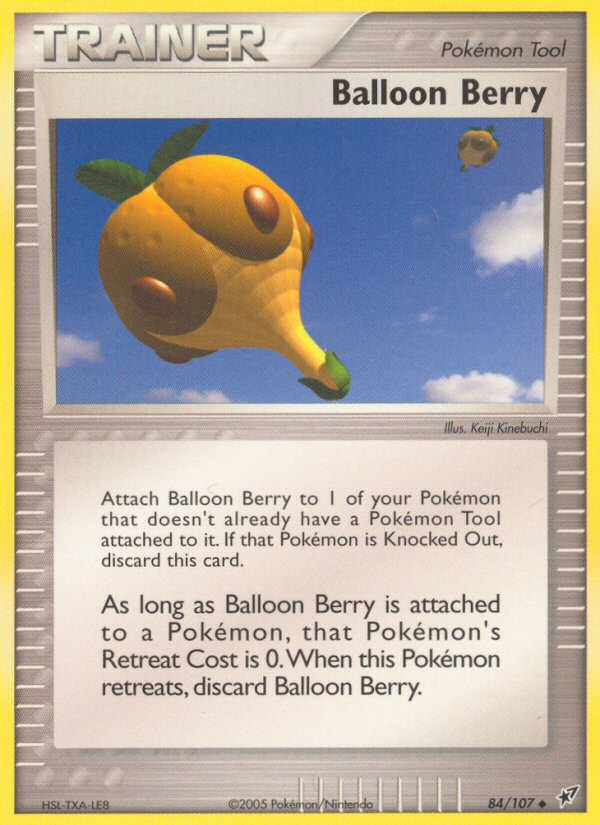 TRAINER
Pokémon Tool
Balloon Berry
Illus. Keiji Kinebuchi
Attach Balloon Berry to 1 of your Pokémon
that doesn't already have a Pokémon Tool
attached to it. If that Pokémon is Knocked Out,
discard this card.
As long as Balloon Berry is attached
to a Pokémon, that Pokémon's
Retreat Cost is 0. When this Pokémon
retreats, discard Balloon Berry.
HSL-TXA-LE8
©2005 Pokémon/Nintendo
84/107